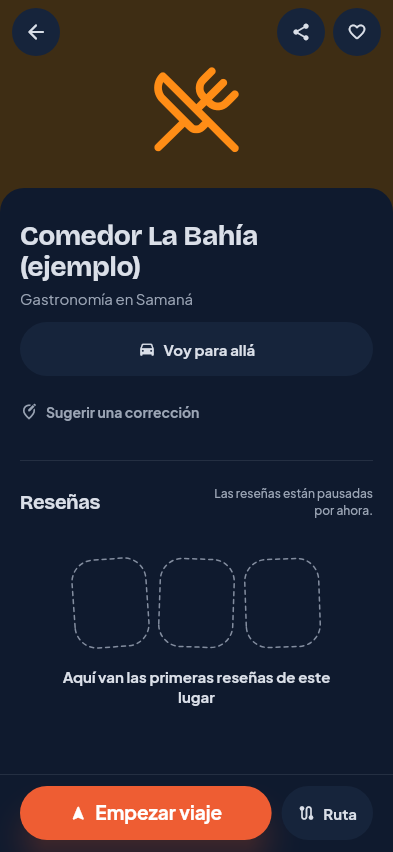 Comedor La Bahía
(ejemplo)
Gastronomía en Samaná
Voy para allá
Sugerir una corrección
Reseñas
Las reseñas están pausadas
por ahora.
Aquí van las primeras reseñas de este
lugar
Empezar viaje
Ruta